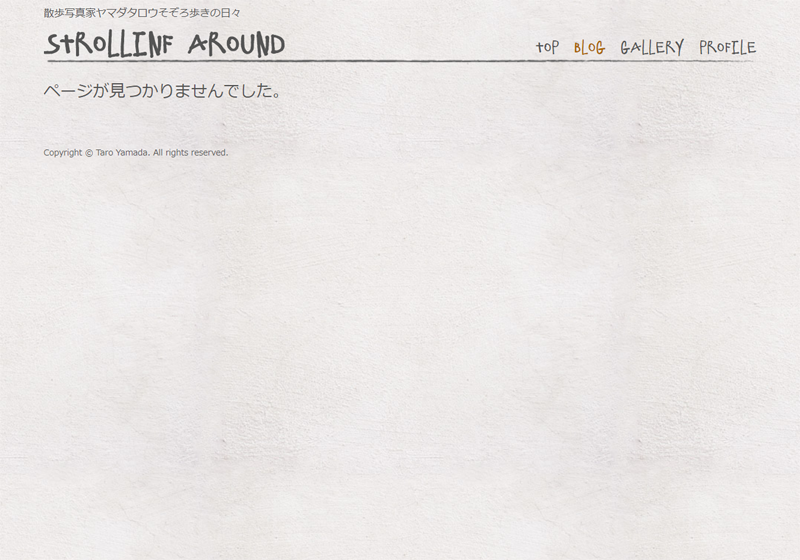 散歩写真家ヤマダタロウそぞろ歩きの日々
STROLLINF AROUND
TOP BLOG GALLERY PROFILE
ページが見つかりませんでした。
Copyright © Taro Yamada. All rights reserved.